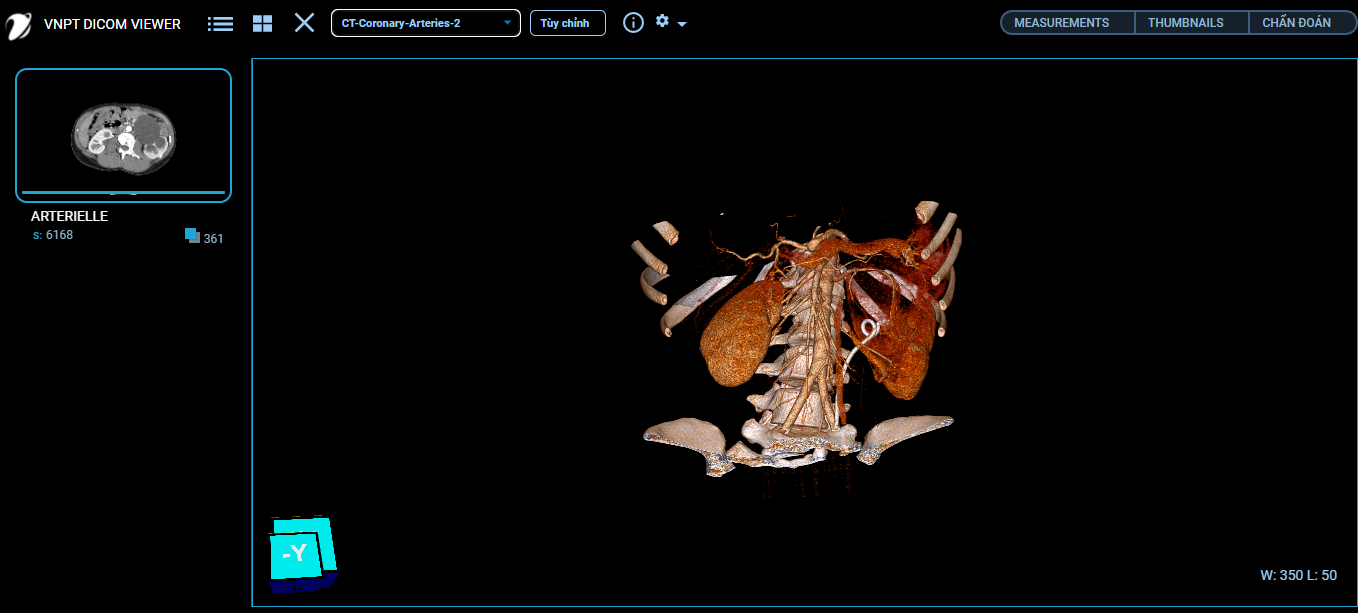 VNPT DICOM VIEWER
CT-Coronary-Arteries-2
Tùy chỉnh
MEASUREMENTS
THUMBNAILS
CHẨN ĐOÁN
ARTERIELLE
s: 6168
361
-Y
W: 350 L: 50